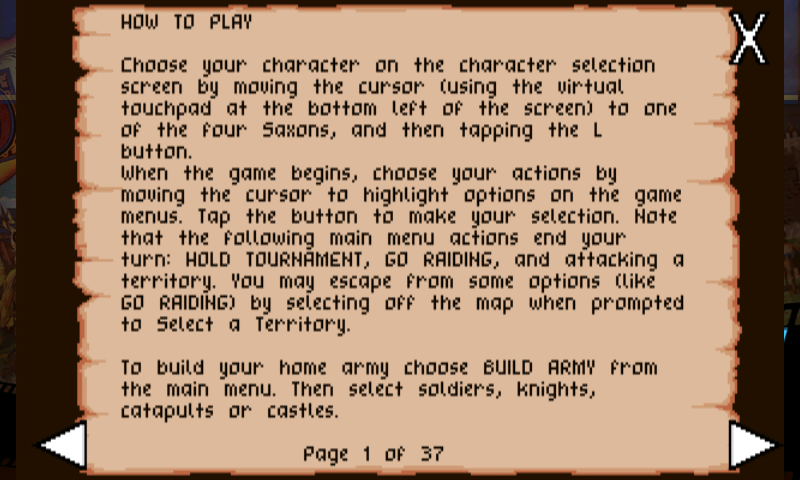 HOW TO PLAY
Choose your character on the character selection
screen by moving the cursor (using the virtual
touchpad at the bottom left of the screen) to one
of the four Saxons, and then tapping the L
button.
When the game begins, choose your actions by
moving the cursor to highlight options on the game
menus. Tap the button to make your selection. Note
that the following main menu actions end your
turn: HOLD TOURNAMENT, GO RAIDING, and attacking a
territory. You may escape from some options (like
GO RAIDING) by selecting off the map when prompted
to Select a Territory.
To build your home army choose BUILD ARMY from
the main menu. Then select soldiers, knights,
catapults or castles.
Page 1 of 37